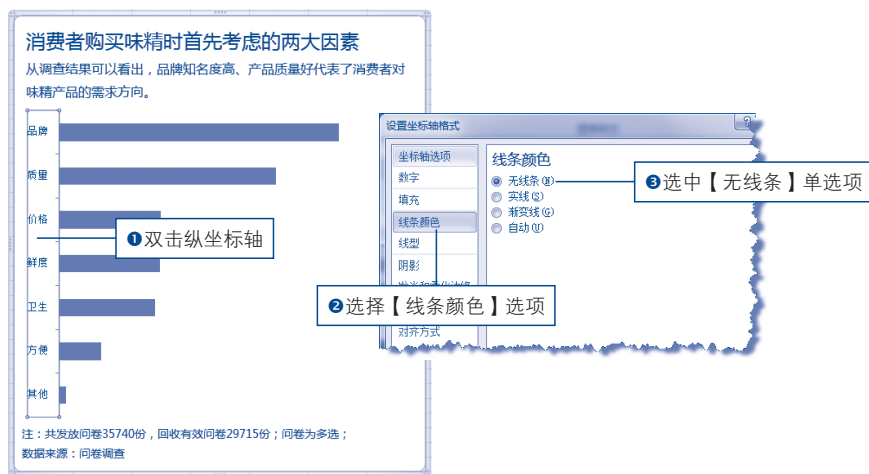 消费者购买味精时首先考虑的两大因素
从调查结果可以看出，品牌知名度高、产品质量好代表了消费者对
味精产品的需求方向。
品牌
质量
价格
鲜度
卫生
方便
其他
❶双击纵坐标轴
注：共发放问卷35740份，回收有效问卷29715份；问卷为多选；
数据来源：问卷调查
设置坐标轴格式
?
坐标轴选项
数字
填充
线条颜色
线型
阴影
对齐方式
线条颜色
无线条(N)
实线(S)
渐变线(G)
自动(U)
❷选择【线条颜色】选项
❸选中【无线条】单选项